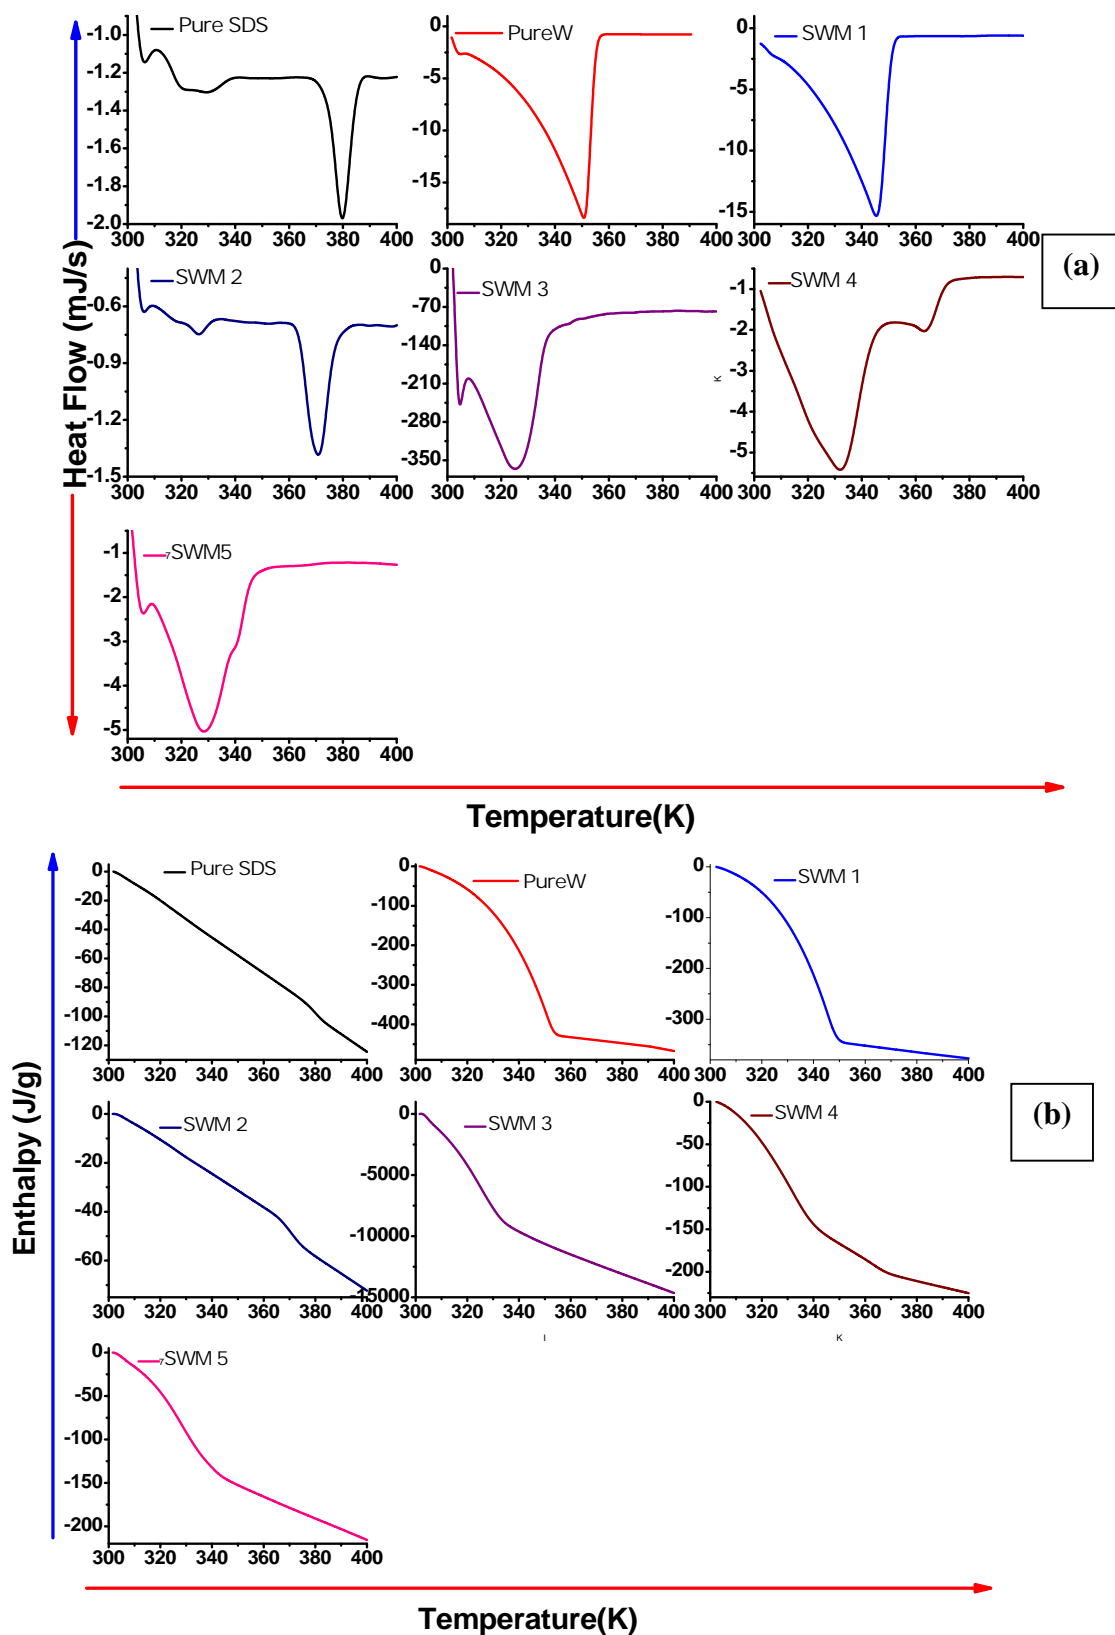 Pure SDS
PureW
SWM 1
-1.0
-1.2
-1.4
-1.6
-1.8
-2.0
0
-5
-10
-15
0
-5
-10
-15
300 320 340 360 380 400
300 320 340 360 380 400
300 320 340 360 380 400
(a)
Heat Flow (mJ/s)
SWM 2
SWM 3
SWM 4
-0.6
-0.9
-1.2
-1.5
0
-70
-140
-210
-280
-350
K
-1
-2
-3
-4
-5
300 320 340 360 380 400
300 320 340 360 380 400
300 320 340 360 380 400
7SWM5
-1
-2
-3
-4
-5
300 320 340 360 380 400
Temperature(K)
Pure SDS
PureW
SWM 1
0
-20
-40
-60
-80
-100
-120
0
-100
-200
-300
-400
0
-100
-200
-300
300 320 340 360 380 400
300 320 340 360 380 400
300 320 340 360 380 400
(b)
Enthalpy (J/g)
SWM 2
SWM 3
SWM 4
0
-20
-40
-60
0
-5000
-10000
-15000
0
-50
-100
-150
-200
300 320 340 360 380 400
300 320 340 360 380 400
300 320 340 360 380 400
I
K
7SWM 5
0
-50
-100
-150
-200
300 320 340 360 380 400
Temperature(K)